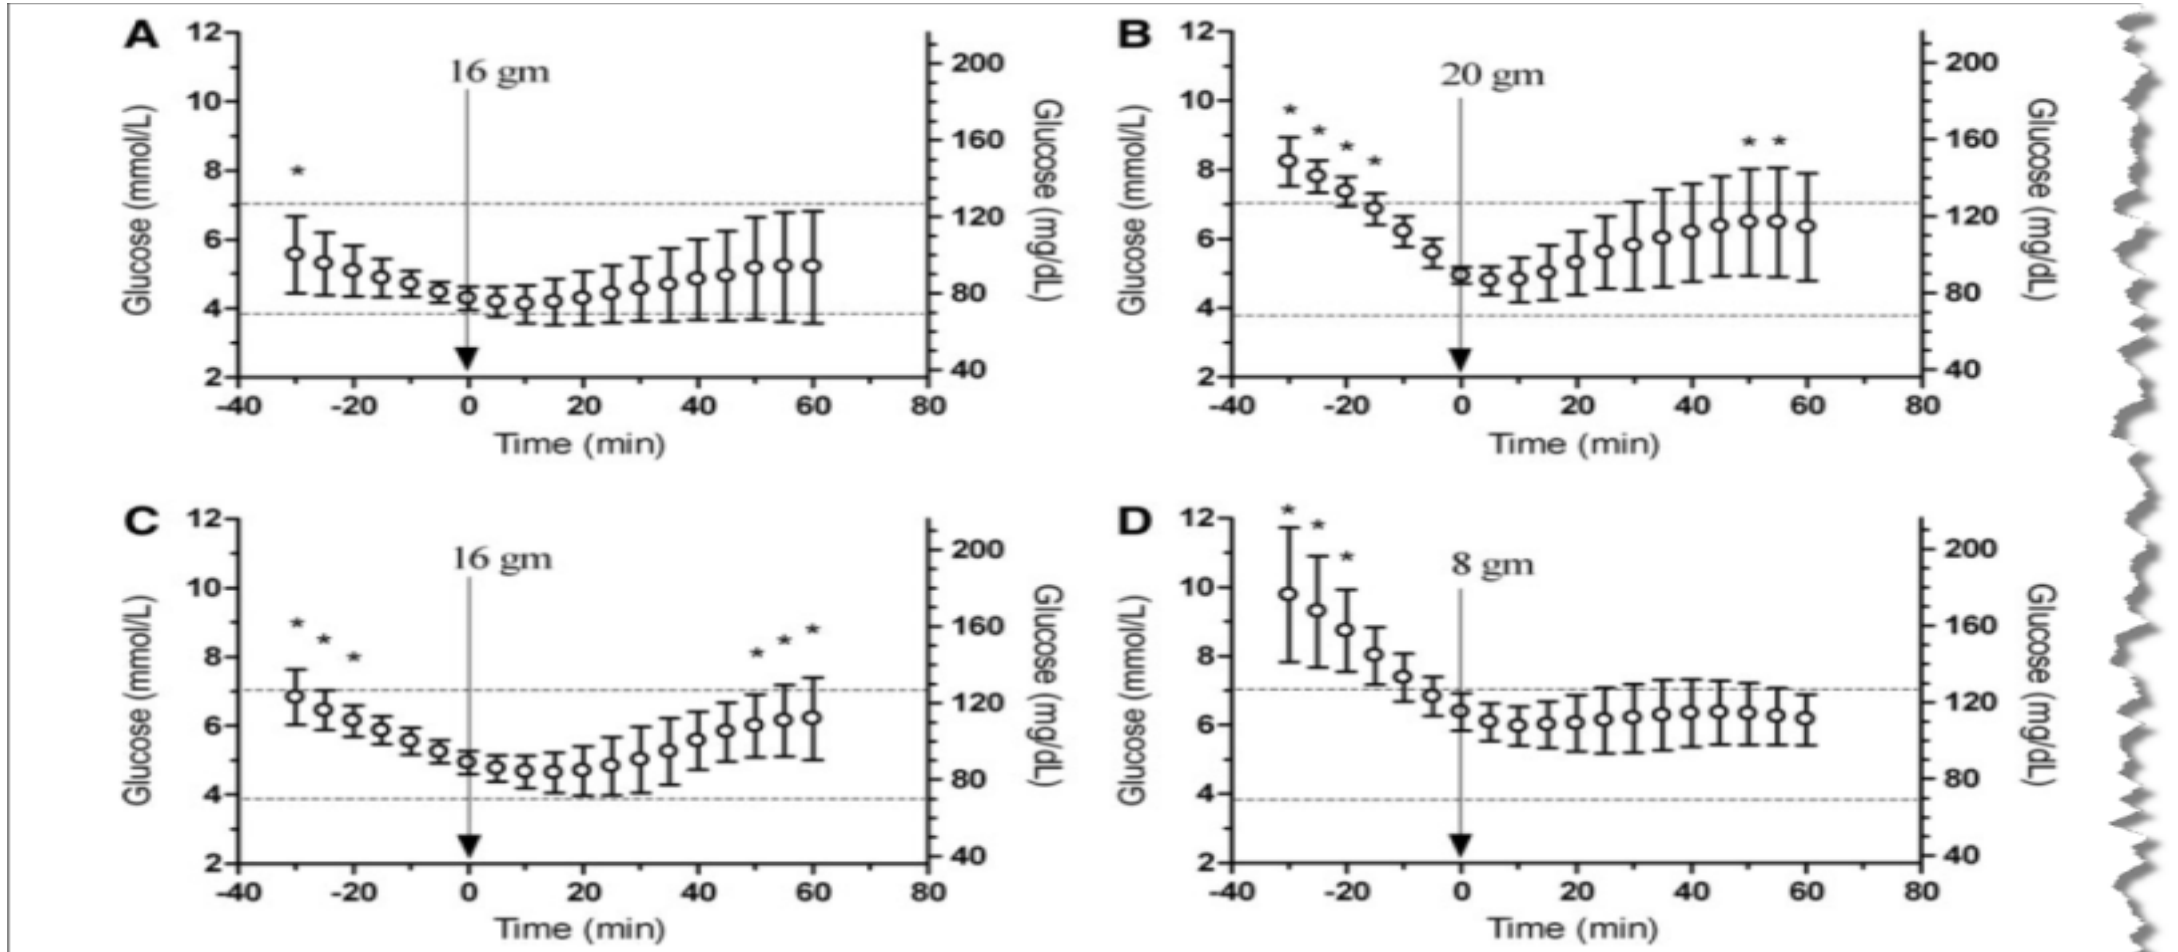 A
16 gm
*
12
10
8
6
4
2
200
160
120
80
40
-40 -20 0 20 40 60 80
Glucose (mmol/L)
Glucose (mg/dL)
Time (min)
B
20 gm
* * * * * *
12
10
8
6
4
2
200
160
120
80
40
-40 -20 0 20 40 60 80
Glucose (mmol/L)
Glucose (mg/dL)
Time (min)
C
16 gm
* * * * * *
12
10
8
6
4
2
200
160
120
80
40
-40 -20 0 20 40 60 80
Glucose (mmol/L)
Glucose (mg/dL)
Time (min)
D
8 gm
* * *
12
10
8
6
4
2
200
160
120
80
40
-40 -20 0 20 40 60 80
Glucose (mmol/L)
Glucose (mg/dL)
Time (min)